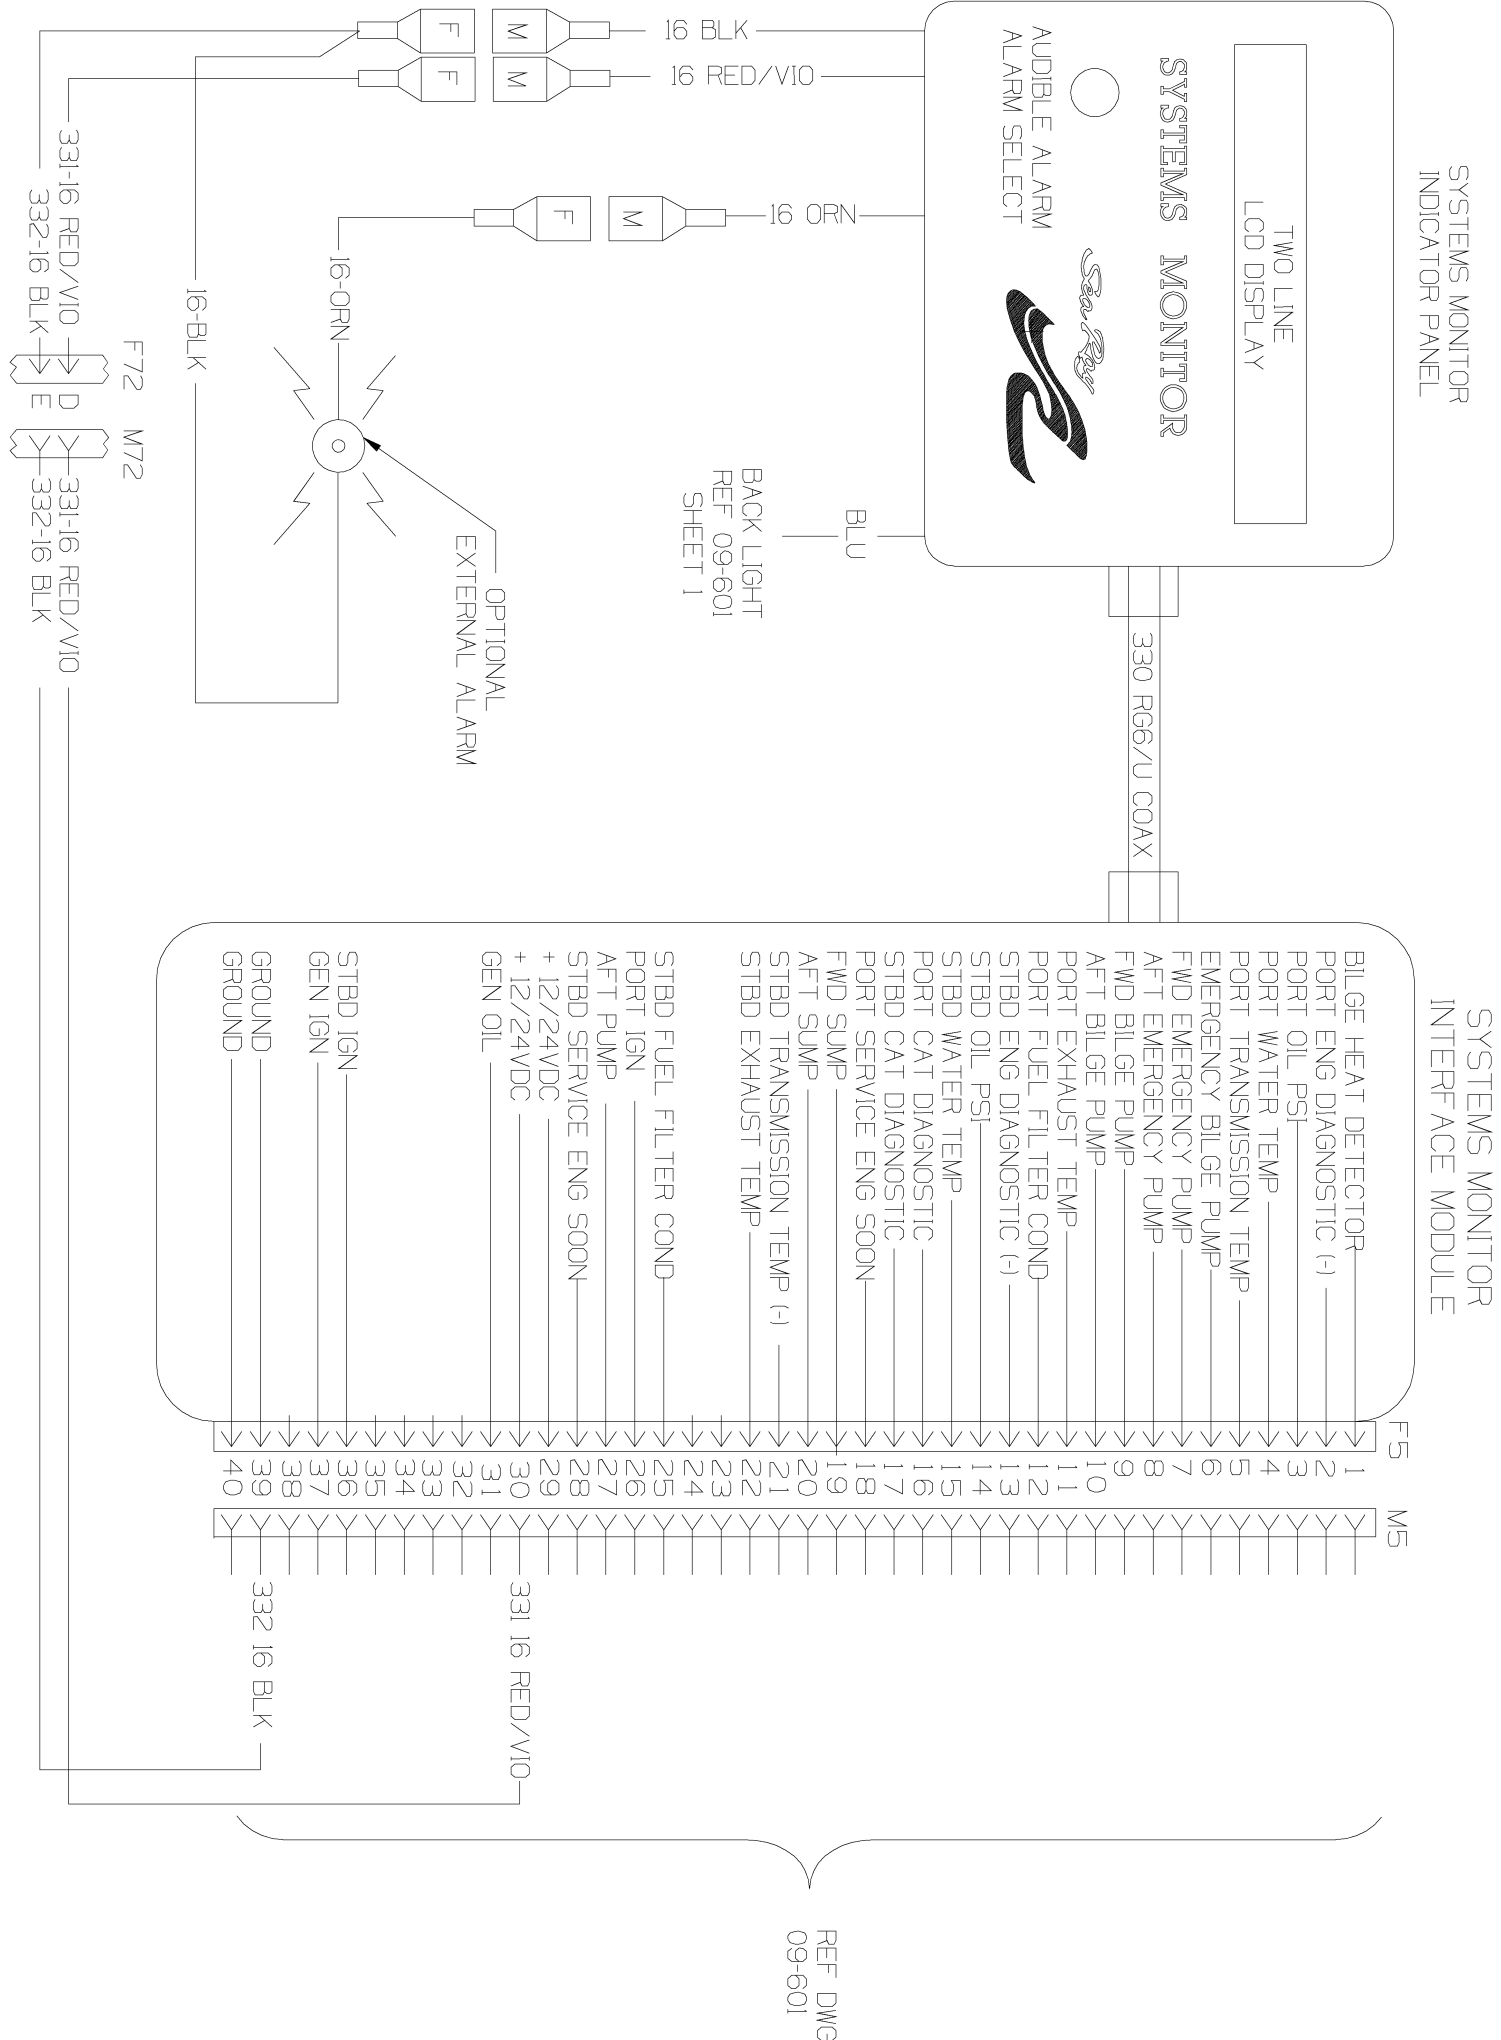 SYSTEMS MONITOR
INDICATOR PANEL
TWO LINE
LCD DISPLAY
SYSTEMS MONITOR
Sea Ray
AUDIBLE ALARM
ALARM SELECT
16 BLK
16 RED/VIO
16 ORN
BLU
BACK LIGHT
REF 09-601
SHEET 1
M
M
M
F
F
F
16-ORN
16-BLK
OPTIONAL
EXTERNAL ALARM
331-16 RED/VIO
332-16 BLK
F72
M72
D
E
331-16 RED/VIO
332-16 BLK
330 RG6/U COAX
SYSTEMS MONITOR
INTERFACE MODULE
F5
M5
BILGE HEAT DETECTOR 1
PORT ENG DIAGNOSTIC (-) 2
PORT OIL PSI 3
PORT WATER TEMP 4
PORT TRANSMISSION TEMP 5
EMERGENCY BILGE PUMP 6
FWD EMERGENCY PUMP 7
AFT EMERGENCY PUMP 8
FWD BILGE PUMP 9
AFT BILGE PUMP 10
PORT EXHAUST TEMP 11
PORT FUEL FILTER COND 12
STBD ENG DIAGNOSTIC (-) 13
STBD OIL PSI 14
STBD WATER TEMP 15
PORT CAT DIAGNOSTIC 16
STBD CAT DIAGNOSTIC 17
PORT SERVICE ENG SOON 18
FWD SUMP 19
AFT SUMP 20
STBD TRANSMISSION TEMP (-) 21
STBD EXHAUST TEMP 22
23
24
STBD FUEL FILTER COND 25
PORT IGN 26
AFT PUMP 27
STBD SERVICE ENG SOON 28
+ 12/24VDC 29
+ 12/24VDC 30
GEN OIL 31
32
33
34
35
STBD IGN 36
GEN IGN 37
38
GROUND 39
GROUND 40
331 16 RED/VIO
332 16 BLK
REF DWG
09-601